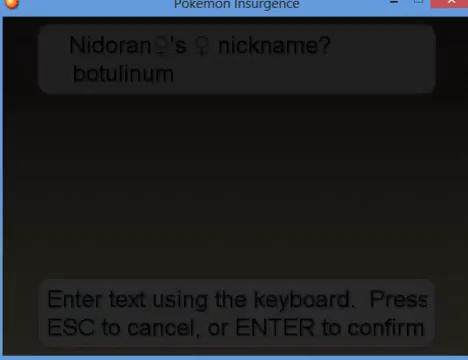 Pokemon Insurgence
Nidoran♀'s ♀ nickname?
botulinum
Enter text using the keyboard. Press
ESC to cancel, or ENTER to confirm